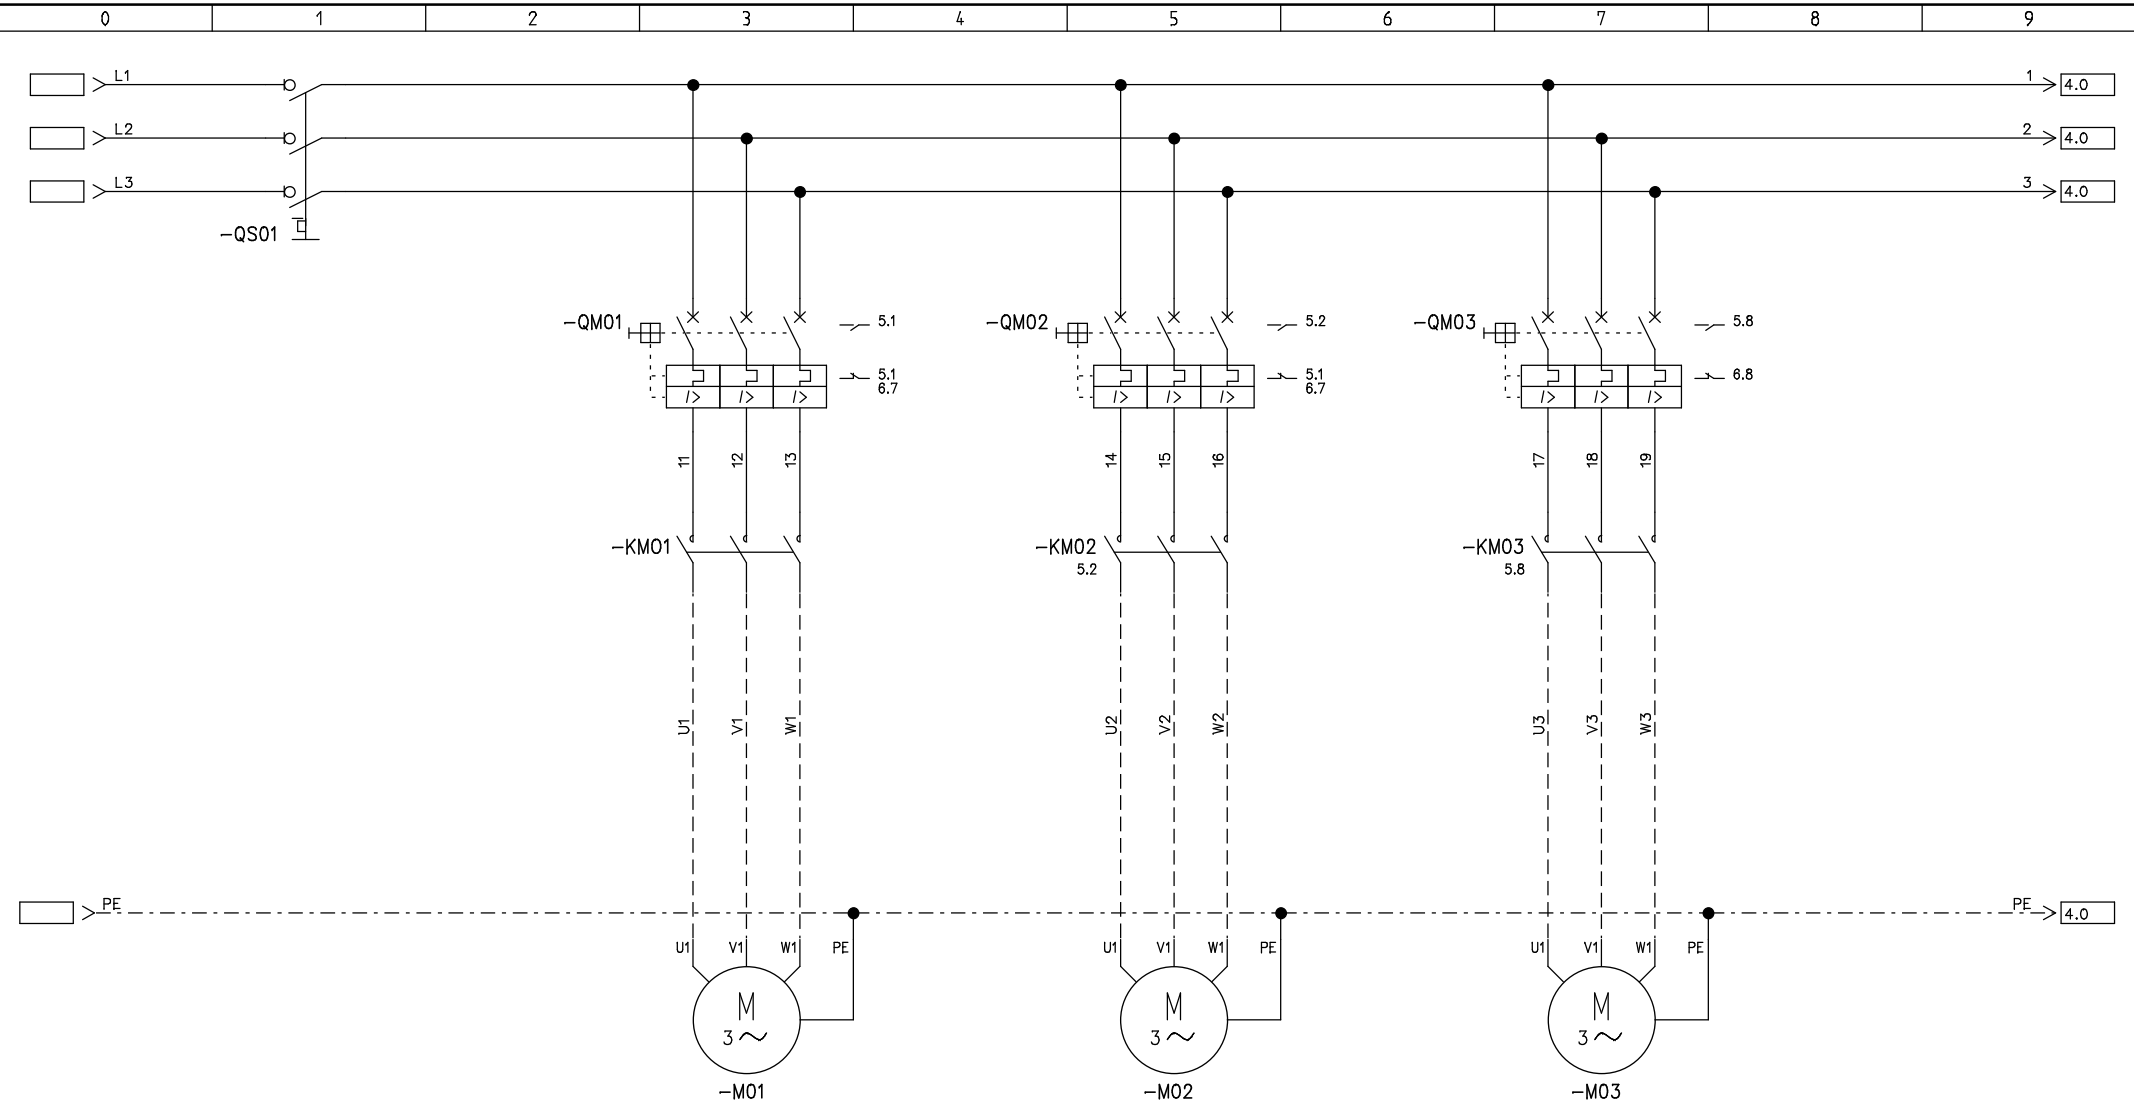 0 1 2 3 4 5 6 7 8 9
L1 1 4.0
L2 2 4.0
L3 3 4.0
-QS01
-QM01 5.1 -QM02 5.2 -QM03 5.8
5.1 5.1 6.8
6.7 6.7
I> I> I> I> I> I> I> I> I>
11 12 13 14 15 16 17 18 19
-KM01 -KM02 -KM03
5.2 5.8
U1 V1 W1 U2 V2 W2 U3 V3 W3
PE PE 4.0
U1 V1 W1 PE U1 V1 W1 PE U1 V1 W1 PE
M M M
3~ 3~ 3~
-M01 -M02 -M03